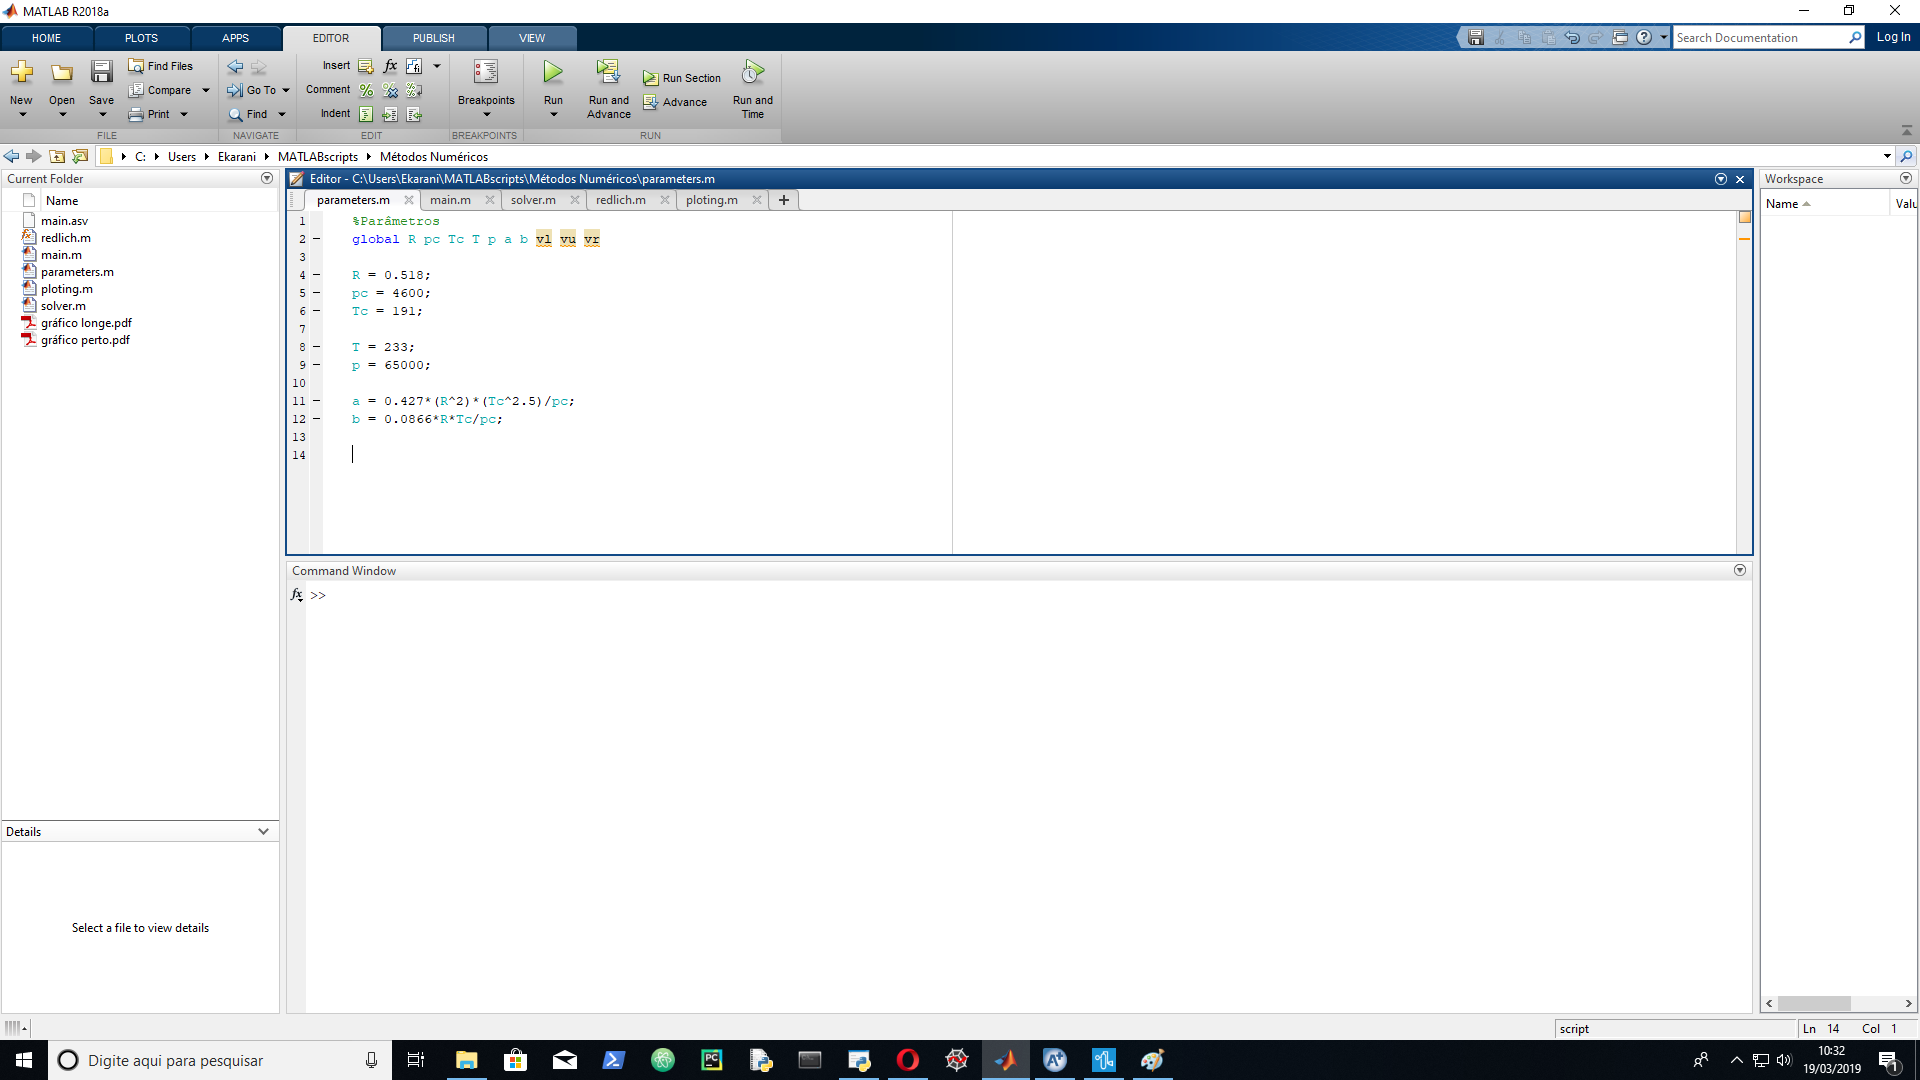 MATLAB R2018a
HOME PLOTS APPS EDITOR PUBLISH VIEW
Search Documentation
Log In
New
Open
Save
Find Files
Compare
Print
FILE
Go To
Find
NAVIGATE
Insert
Comment
Indent
EDIT
Breakpoints
BREAKPOINTS
Run
Run and
Advance
Run Section
Advance
Run and
Time
RUN
C: Users Ekarani MATLABscripts Métodos Numéricos
Current Folder
Name
main.asv
redlich.m
main.m
parameters.m
ploting.m
solver.m
gráfico longe.pdf
gráfico perto.pdf
Details
Select a file to view details
Editor - C:\Users\Ekarani\MATLABscripts\Métodos Numéricos\parameters.m
parameters.m main.m solver.m redlich.m ploting.m
1 %Parâmetros
2 global R pc Tc T p a b vl vu vr
3
4 R = 0.518;
5 pc = 4600;
6 Tc = 191;
7
8 T = 233;
9 p = 65000;
10
11 a = 0.427*(R^2)*(Tc^2.5)/pc;
12 b = 0.0866*R*Tc/pc;
13
14
Command Window
fx >>
Workspace
Name Valu
script
Ln 14 Col 1
Digite aqui para pesquisar
10:32
19/03/2019
1